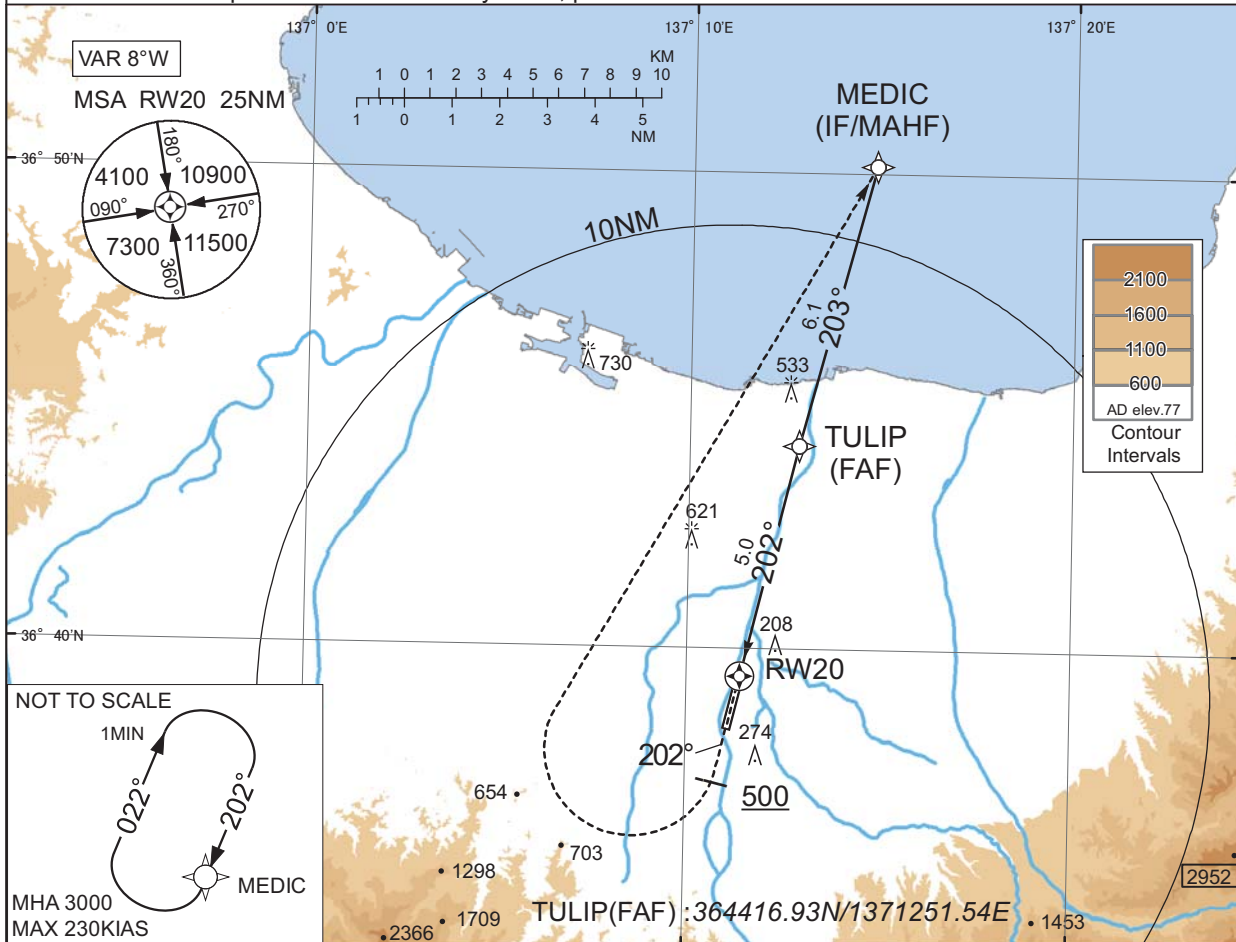 137° 0'E
137° 10'E
137° 20'E
VAR 8°W
MSA RW20 25NM
180°
4100
10900
090°
270°
7300
11500
360°
KM
1 0 1 2 3 4 5 6 7 8 9 10
1 0 1 2 3 4 5
NM
MEDIC
(IF/MAHF)
36° 50'N
10NM
6.1
203°
2100
1600
1100
600
AD elev.77
Contour
Intervals
730
533
TULIP
(FAF)
621
5.0
202°
36° 40'N
208
RW20
274
202°
500
NOT TO SCALE
1MIN
022°
202°
MEDIC
MHA 3000
MAX 230KIAS
654
703
1298
1709
2366
2952
1453
TULIP(FAF) :364416.93N/1371251.54E